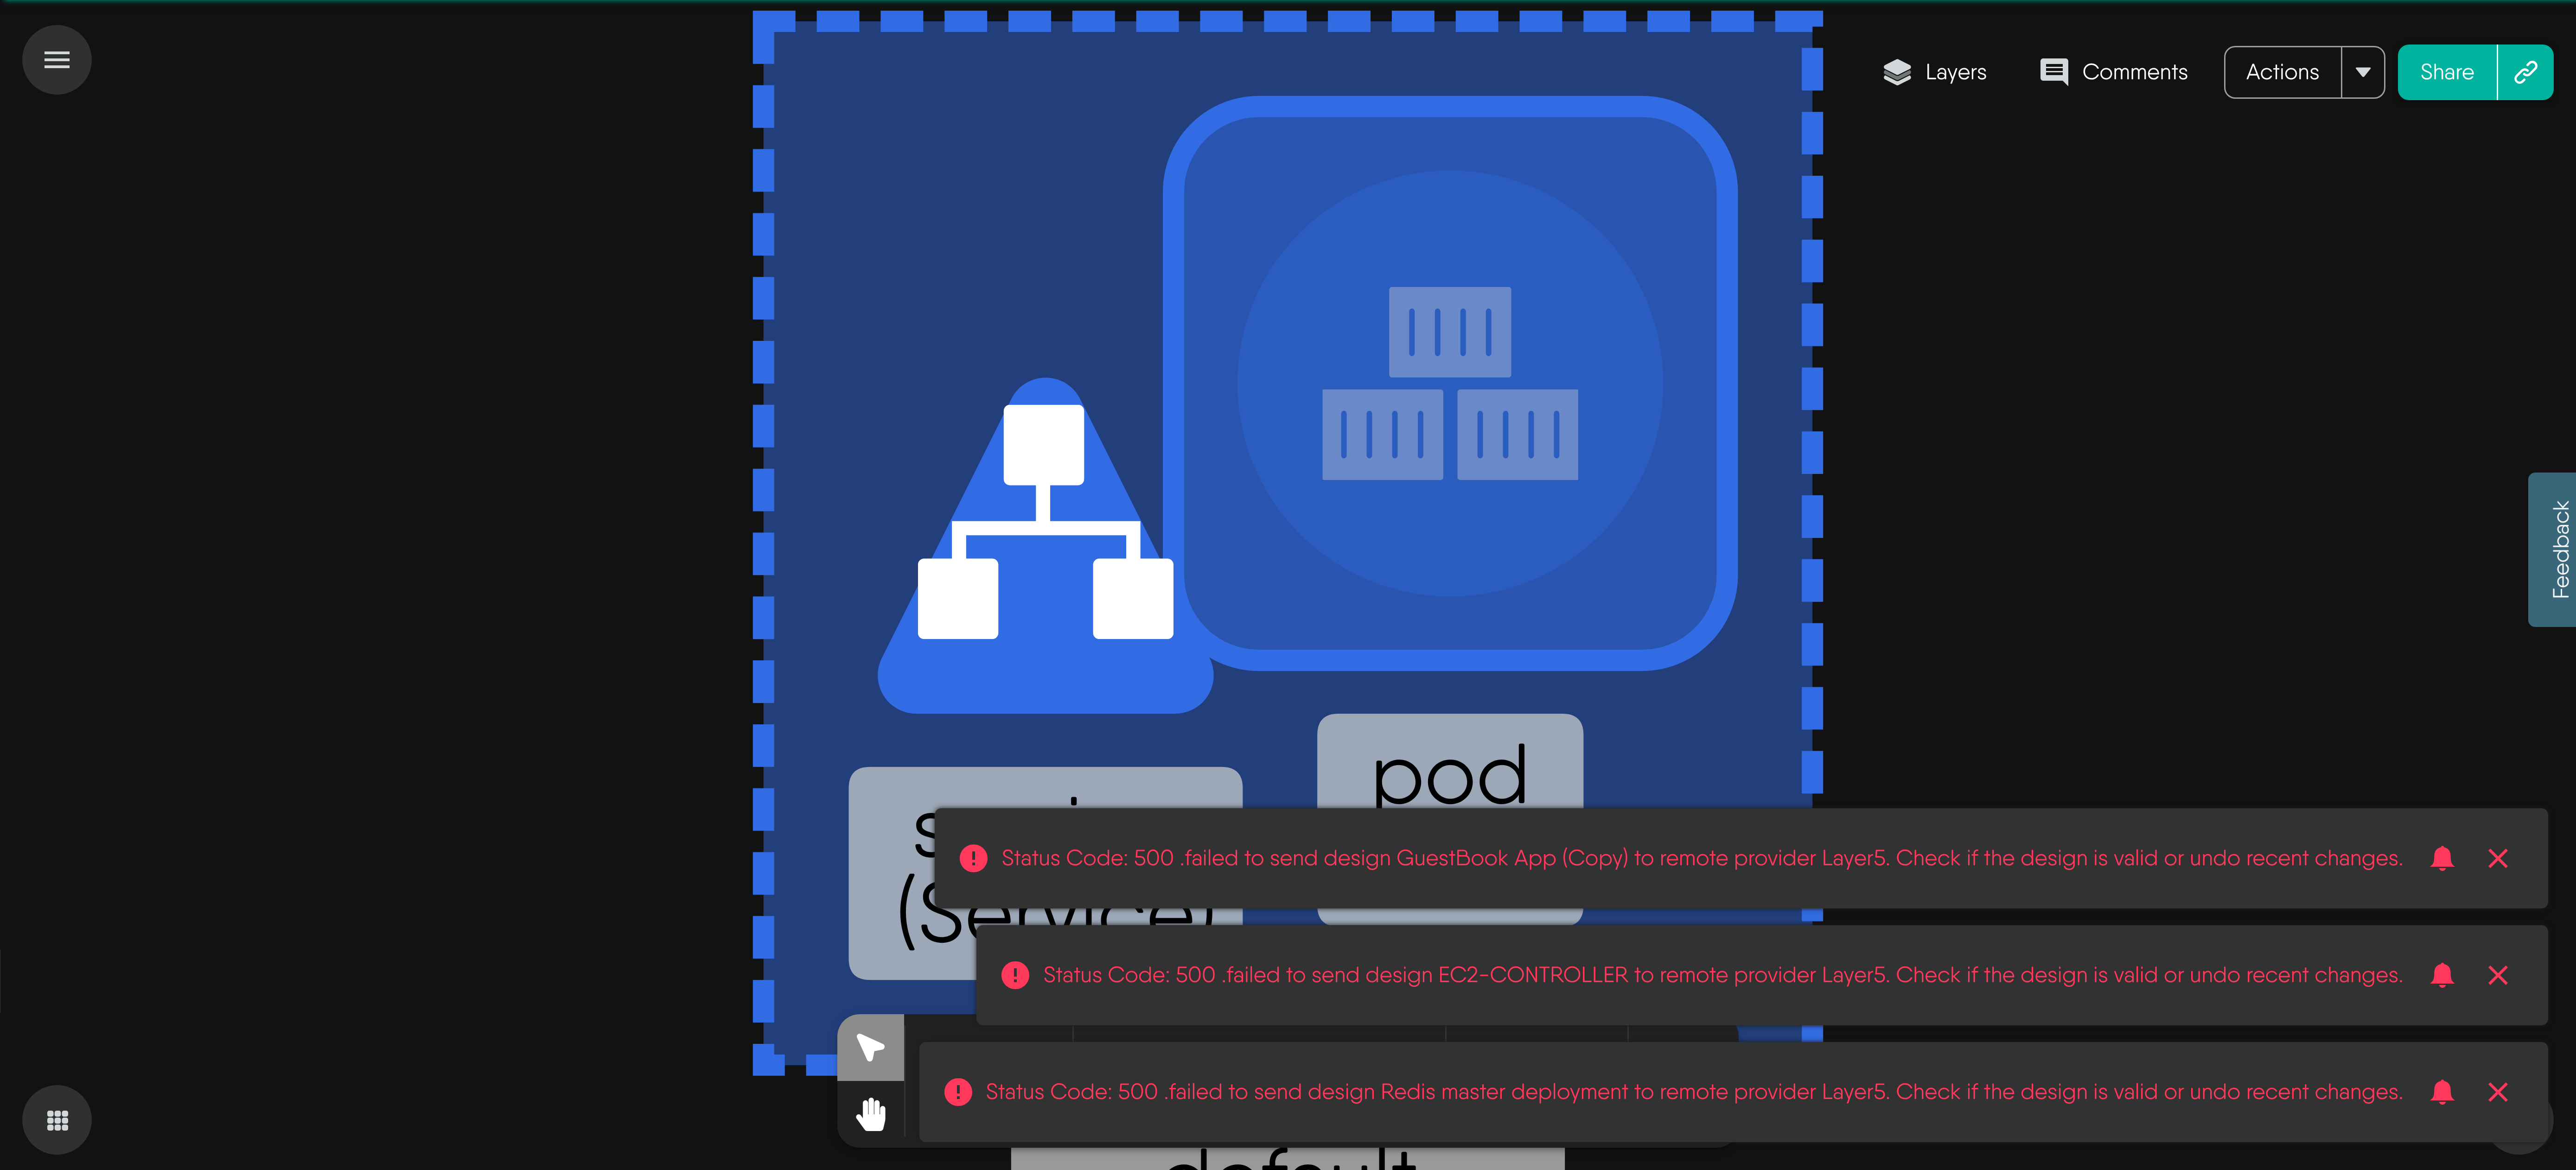 Layers
Comments
Actions
Share
Feedback
pod
(Service)
Status Code: 500 .failed to send design GuestBook App (Copy) to remote provider Layer5. Check if the design is valid or undo recent changes.
Status Code: 500 .failed to send design EC2-CONTROLLER to remote provider Layer5. Check if the design is valid or undo recent changes.
Status Code: 500 .failed to send design Redis master deployment to remote provider Layer5. Check if the design is valid or undo recent changes.
default